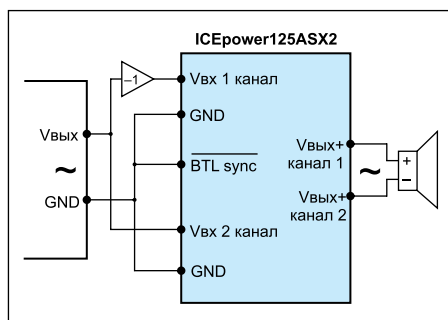 ICEpower125ASX2
–1
Vвх 1 канал
GND
Vвых
~
GND
BTL sync
Vвх 2 канал
GND
Vвых+
канал 1
~
Vвых+
канал 2
+
–